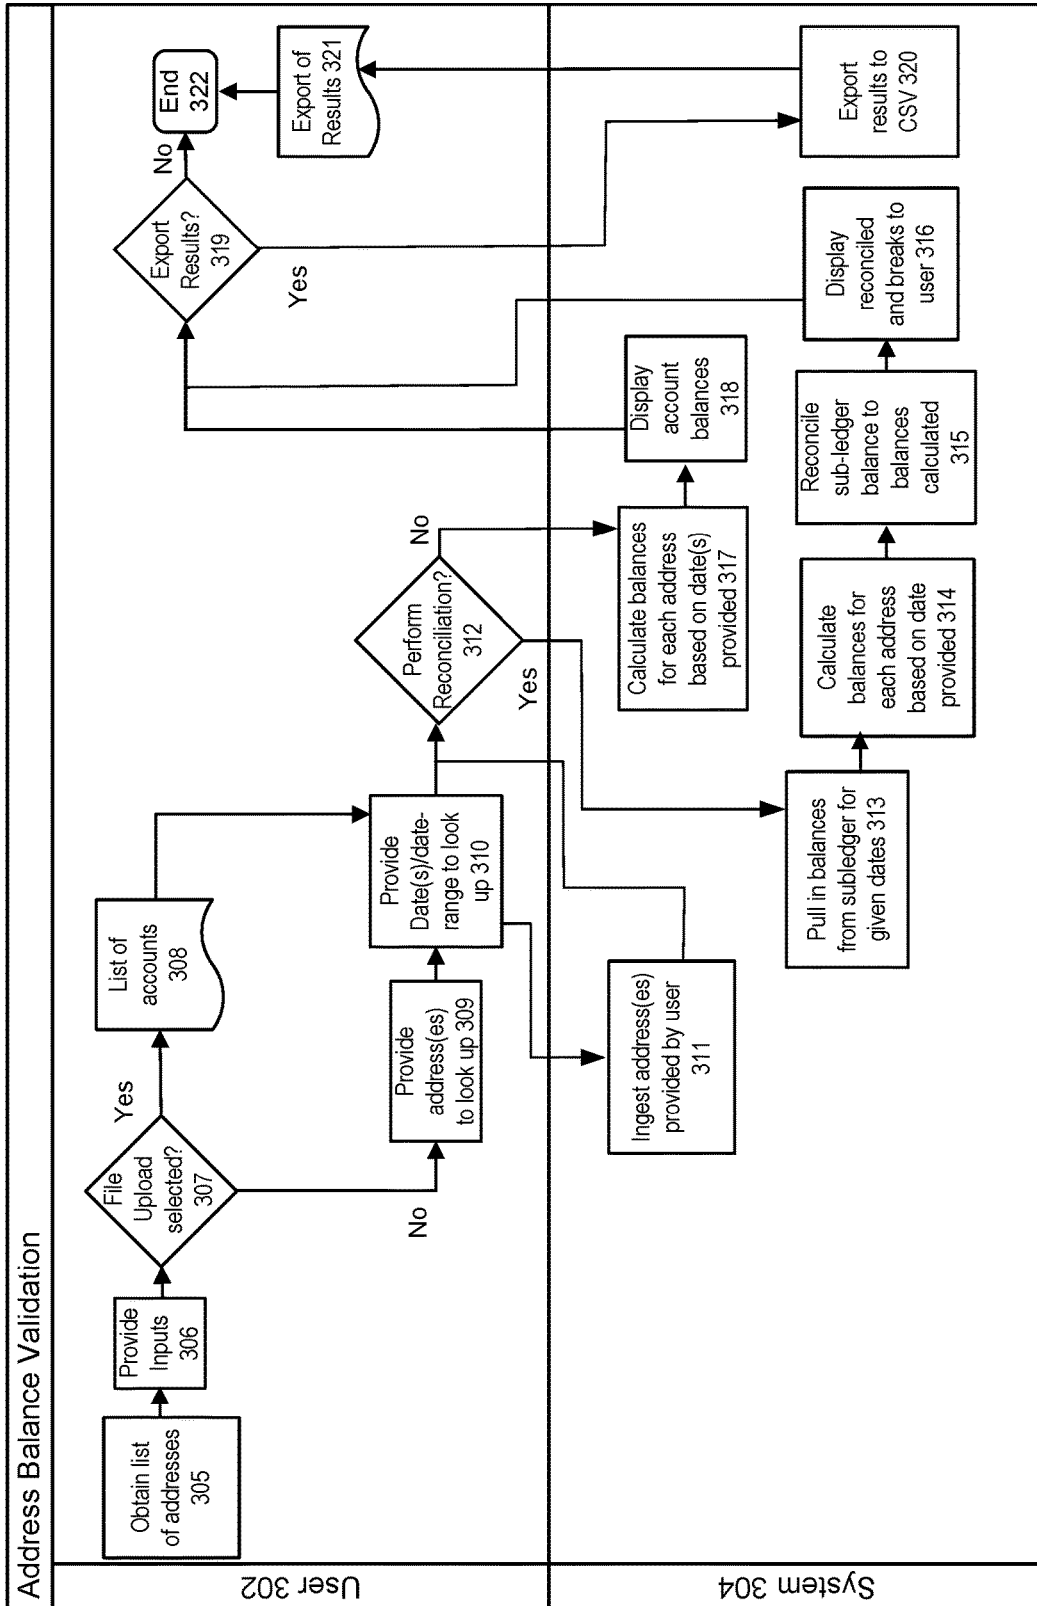 Address Balance Validation
User 302
System 304
Obtain list
of addresses
305
Provide
Inputs
306
File
Upload
selected?
307
Yes
No
List of
accounts
308
Provide
address(es)
to look up 309
Provide
Date(s)/date-
range to look
up 310
Ingest address(es)
provided by user
311
Perform
Reconciliation?
312
No
Yes
Pull in balances
from subledger for
given dates 313
Calculate
balances for
each address
based on date
provided 314
Reconcile
sub-ledger
balance to
balances
calculated
315
Display
reconciled
and breaks to
user 316
Calculate balances
for each address
based on date(s)
provided 317
Display
account
balances
318
Export
Results?
319
No
Yes
Export
results to
CSV 320
Export of
Results 321
End
322